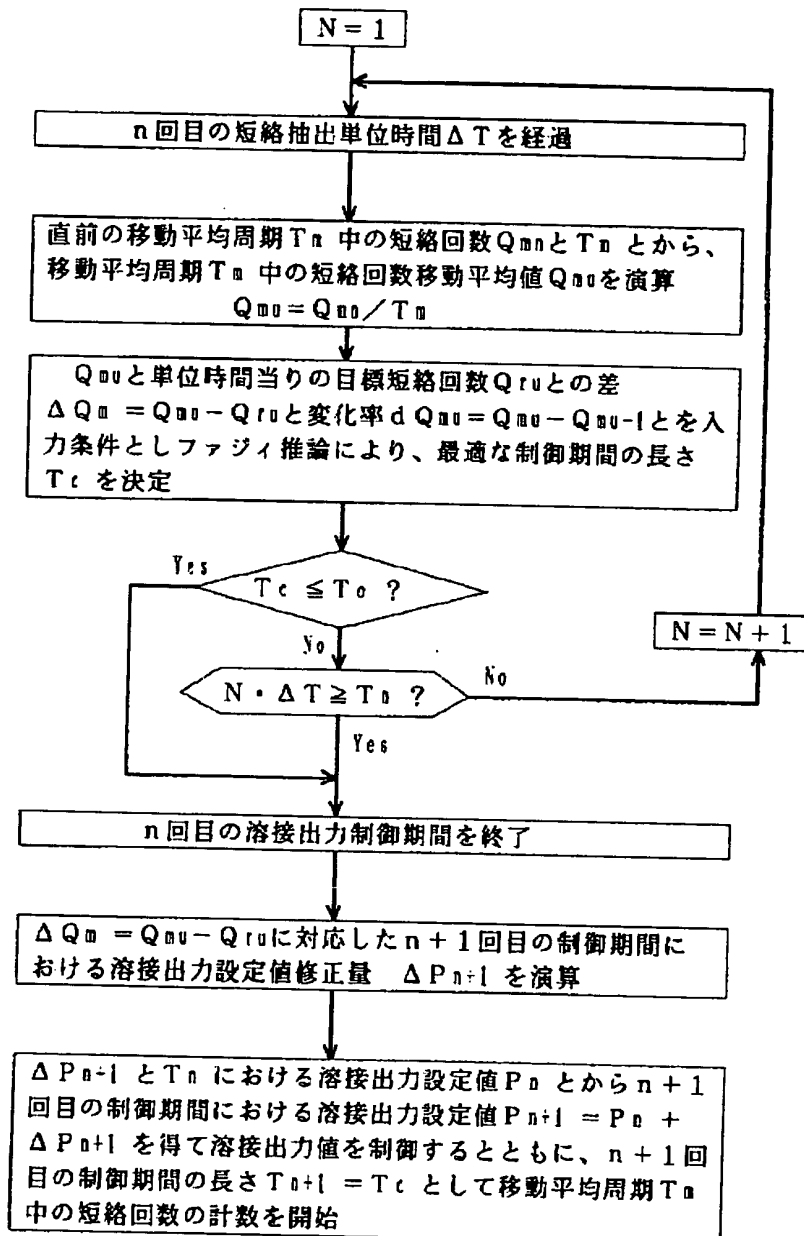 N = 1
n回目の短絡抽出単位時間ΔTを経過
直前の移動平均周期Tm 中の短絡回数QmnとTm とから、
移動平均周期Tm 中の短絡回数移動平均値Qmuを演算
Qmu=Qmn/Tm
Qmuと単位時間当りの目標短絡回数Qruとの差
ΔQm =Qmu-Qruと変化率dQmu=Qmu-Qmu-1とを入
力条件としファジィ推論により、最適な制御期間の長さ
Tc を決定
Yes
Tc ≦ To ?
No
N=N+1
N・ΔT≧Tn ?
No
Yes
n回目の溶接出力制御期間を終了
ΔQm =Qmu-Qruに対応したn+1回目の制御期間に
おける溶接出力設定値修正量 ΔPn+1 を演算
ΔPn+1 とTn における溶接出力設定値Pn とからn+1
回目の制御期間における溶接出力設定値Pn+1 =Pn +
ΔPn+1 を得て溶接出力値を制御するとともに、n+1回
目の制御期間の長さTn+1 =Tc として移動平均周期Tm
中の短絡回数の計数を開始